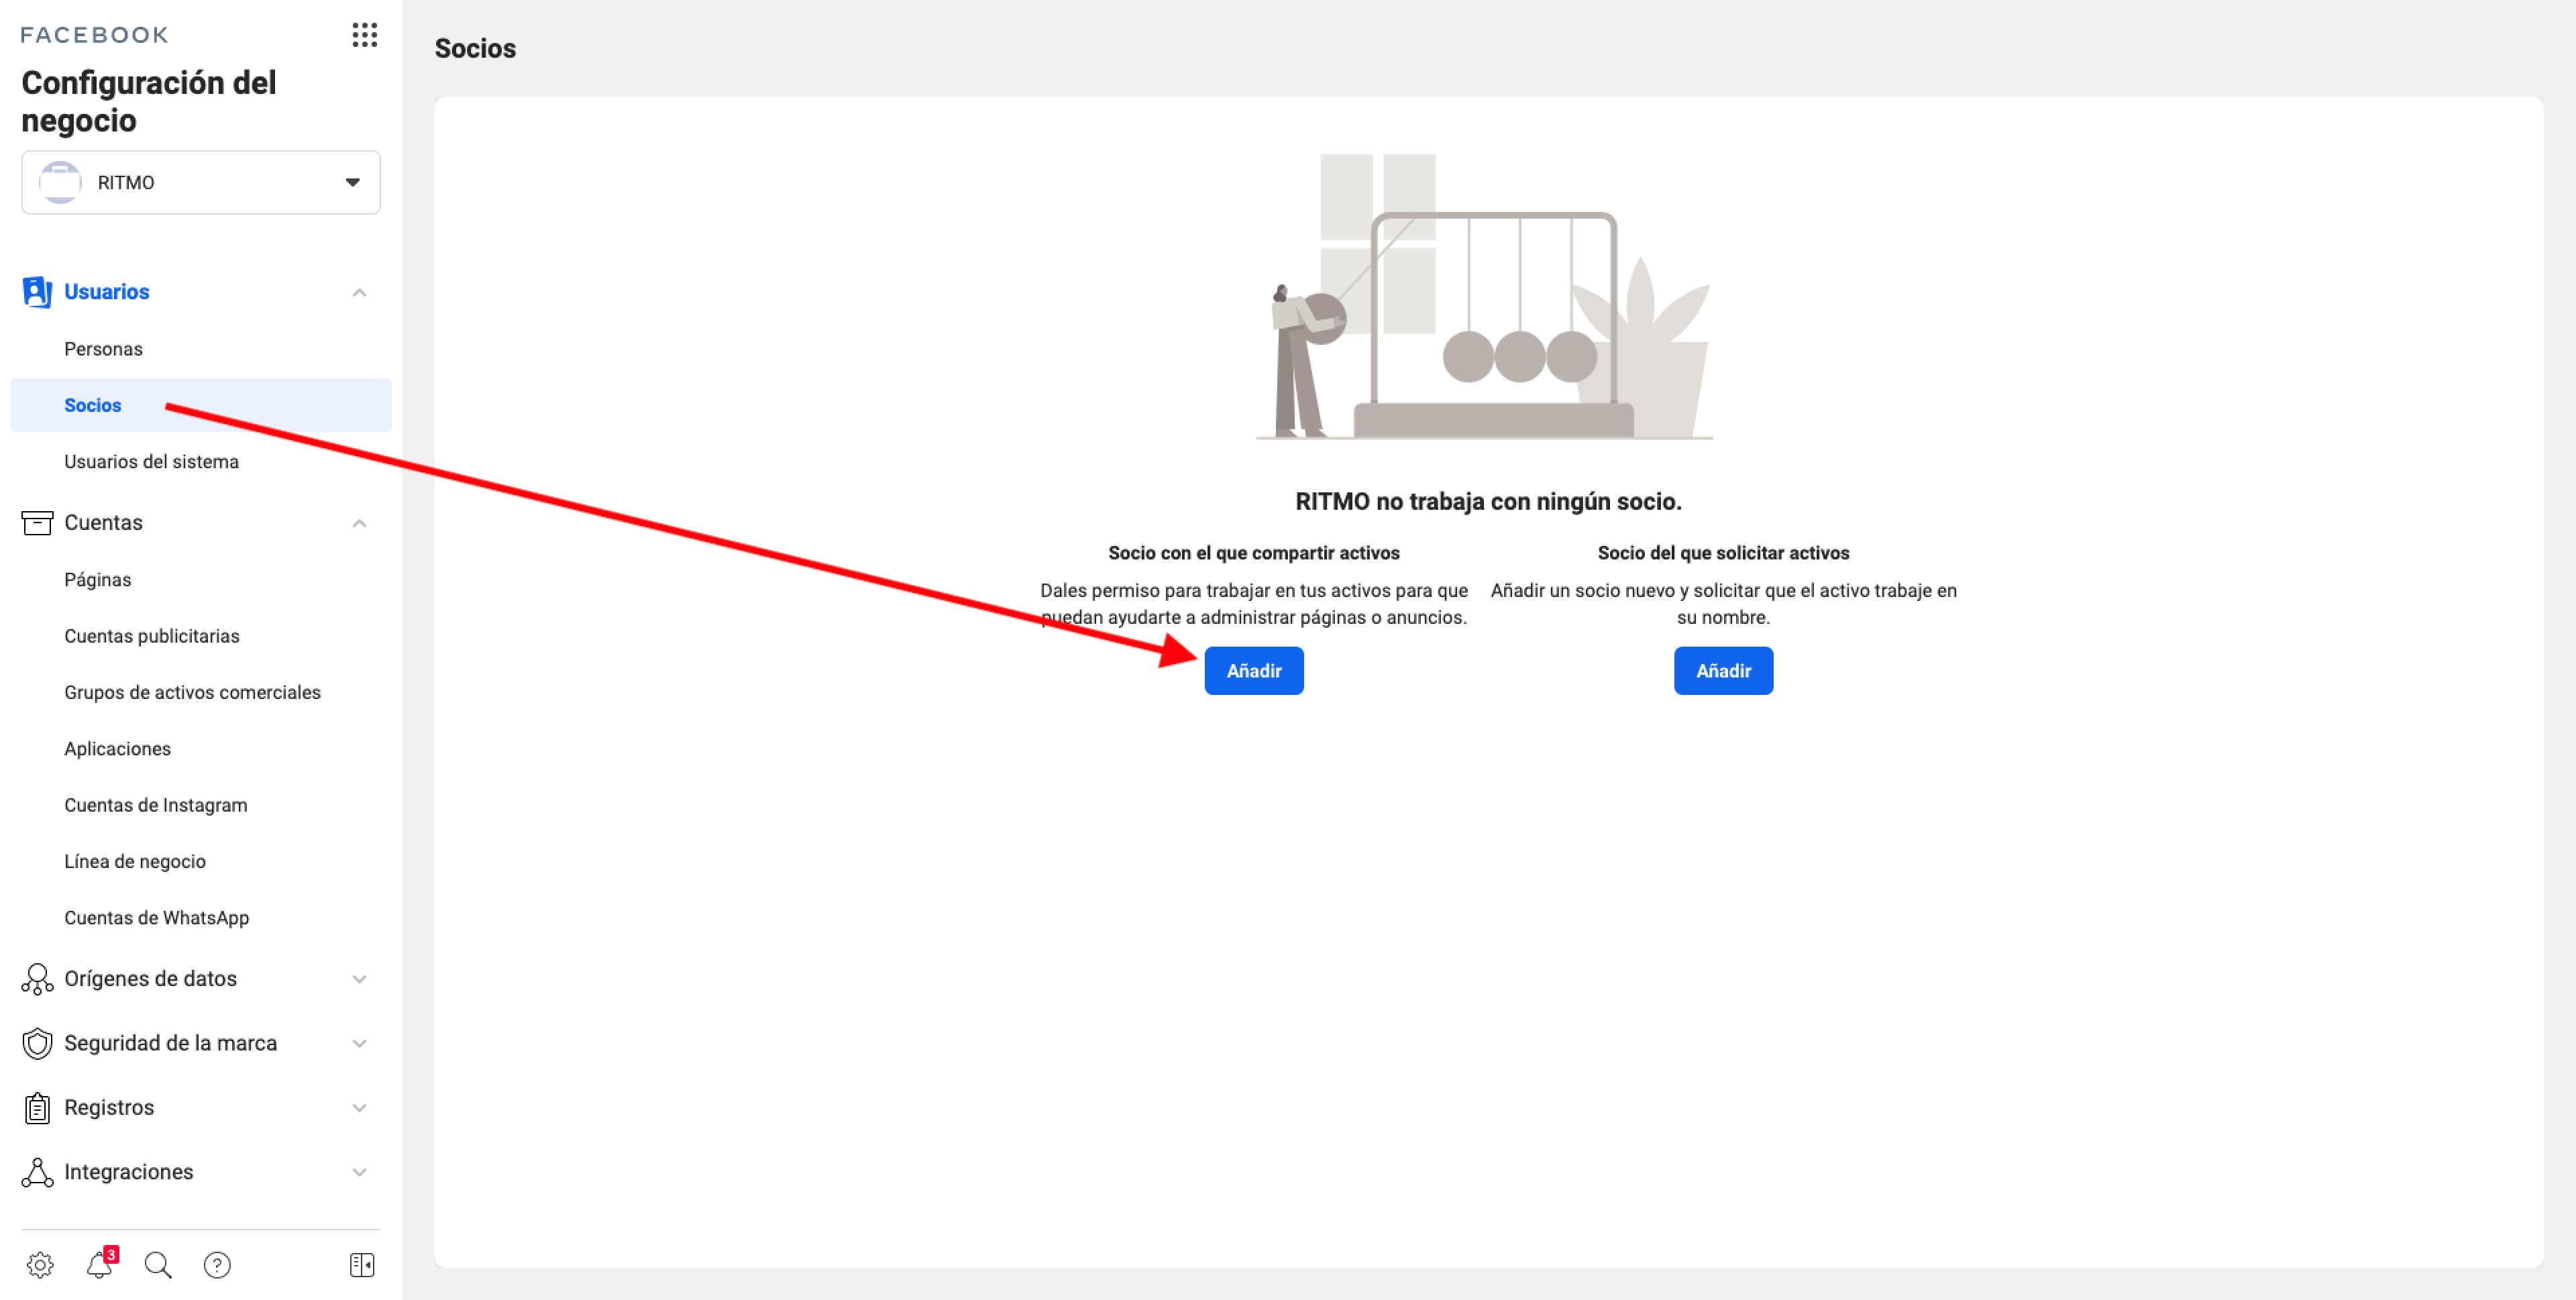 FACEBOOK
Configuración del
negocio
RITMO
Usuarios
Personas
Socios
Usuarios del sistema
Cuentas
Páginas
Cuentas publicitarias
Grupos de activos comerciales
Aplicaciones
Cuentas de Instagram
Línea de negocio
Cuentas de WhatsApp
Orígenes de datos
Seguridad de la marca
Registros
Integraciones
3
?
Socios
RITMO no trabaja con ningún socio.
Socio con el que compartir activos
Dales permiso para trabajar en tus activos para que
puedan ayudarte a administrar páginas o anuncios.
Añadir
Socio del que solicitar activos
Añadir un socio nuevo y solicitar que el activo trabaje en
su nombre.
Añadir